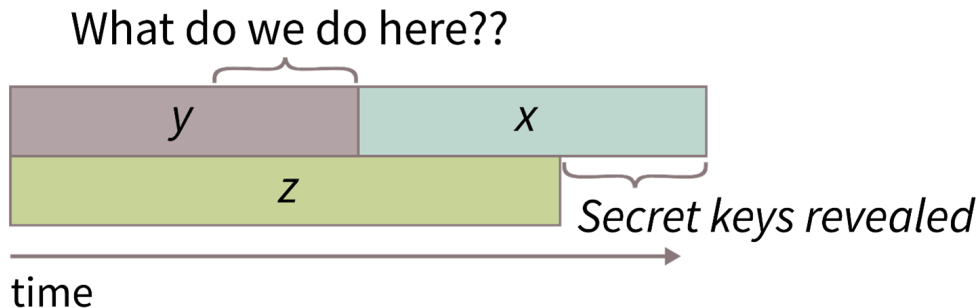 What do we do here??
y
x
z
Secret keys revealed
time